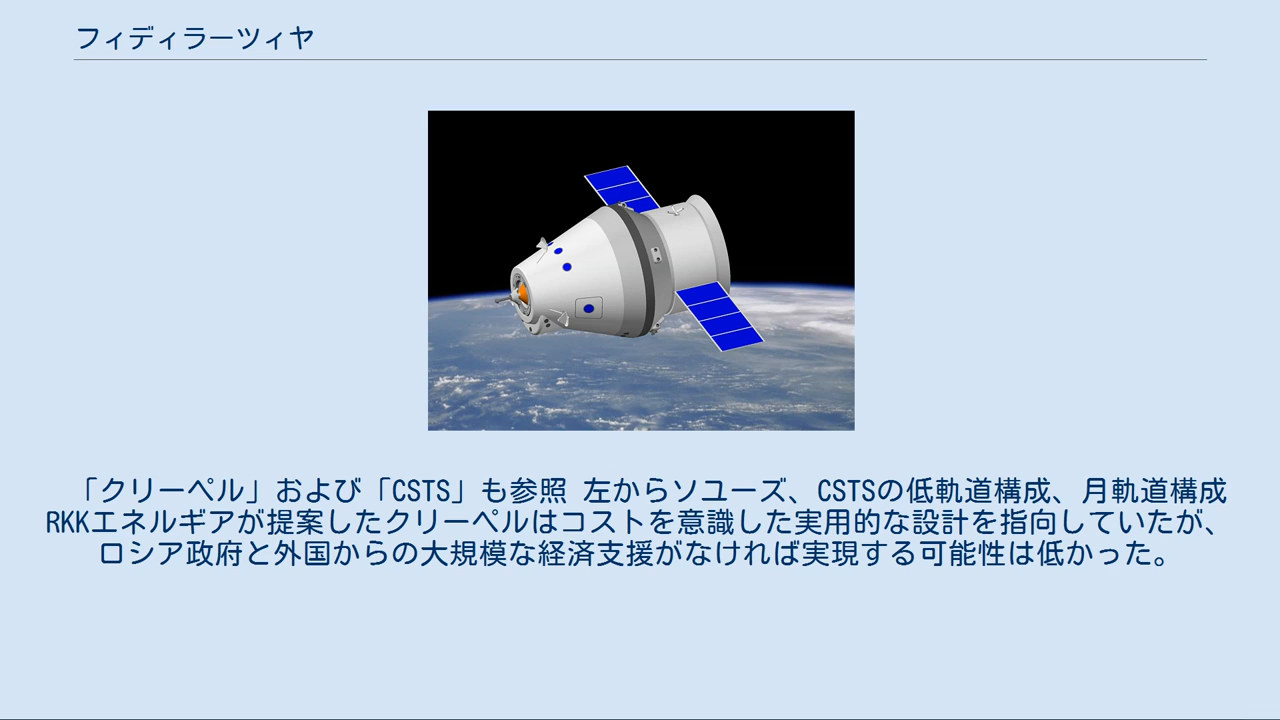 フィディラーツィヤ
「クリーペル」および「CSTS」も参照 左からソユーズ、CSTSの低軌道構成、月軌道構成
RKKエネルギアが提案したクリーペルはコストを意識した実用的な設計を指向していたが、
ロシア政府と外国からの大規模な経済支援がなければ実現する可能性は低かった。